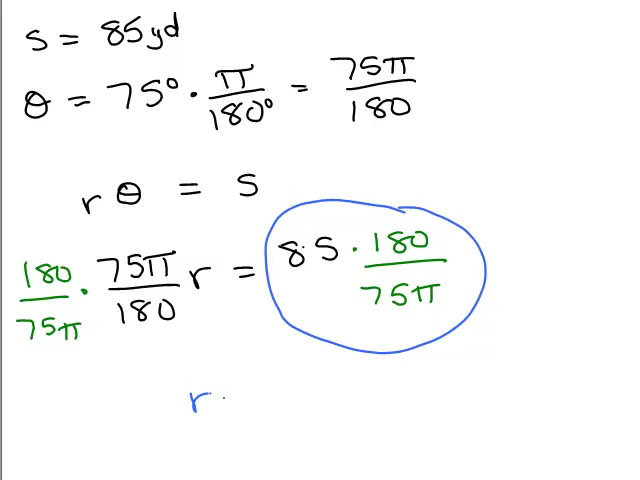 s = 85yd
θ = 75° · π/180° = 75π/180
rθ = s
180/75π · 75π/180 r = 85 · 180/75π
r